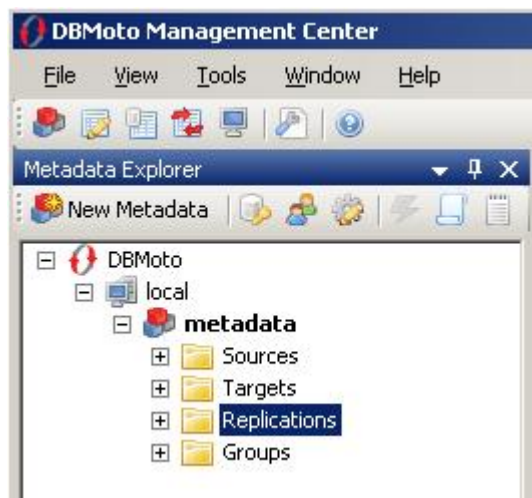 DBMoto Management Center
File View Tools Window Help
Metadata Explorer
New Metadata
DBMoto
local
metadata
Sources
Targets
Replications
Groups